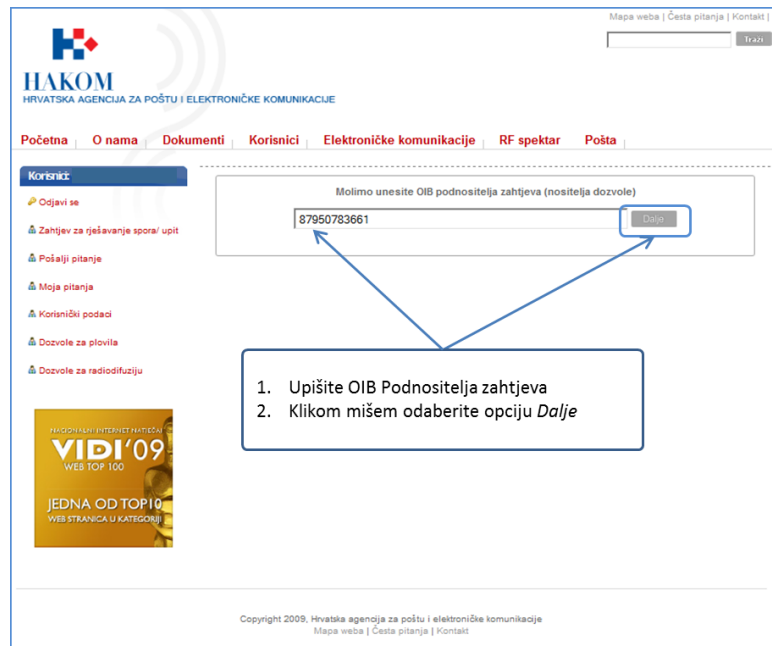 Mapa weba | Česta pitanja | Kontakt |
Traži
HAKOM
HRVATSKA AGENCIJA ZA POŠTU I ELEKTRONIČKE KOMUNIKACIJE
Početna | O nama | Dokumenti | Korisnici | Elektroničke komunikacije | RF spektar | Pošta |
Korisnici:
Odjavi se
Zahtjev za rješavanje spora/ upit
Pošalji pitanje
Moja pitanja
Korisnički podaci
Dozvole za plovila
Dozvole za radiodifuziju
Molimo unesite OIB podnositelja zahtjeva (nositelja dozvole)
87950783661 Dalje
1. Upišite OIB Podnositelja zahtjeva
2. Klikom mišem odaberite opciju Dalje
NACIONALNI INTERNET NATJEČAJ
VIDI'09
WEB TOP 100
JEDNA OD TOP10
WEB STRANICA U KATEGORIJI
Copyright 2009, Hrvatska agencija za poštu i elektroničke komunikacije
Mapa weba | Česta pitanja | Kontakt